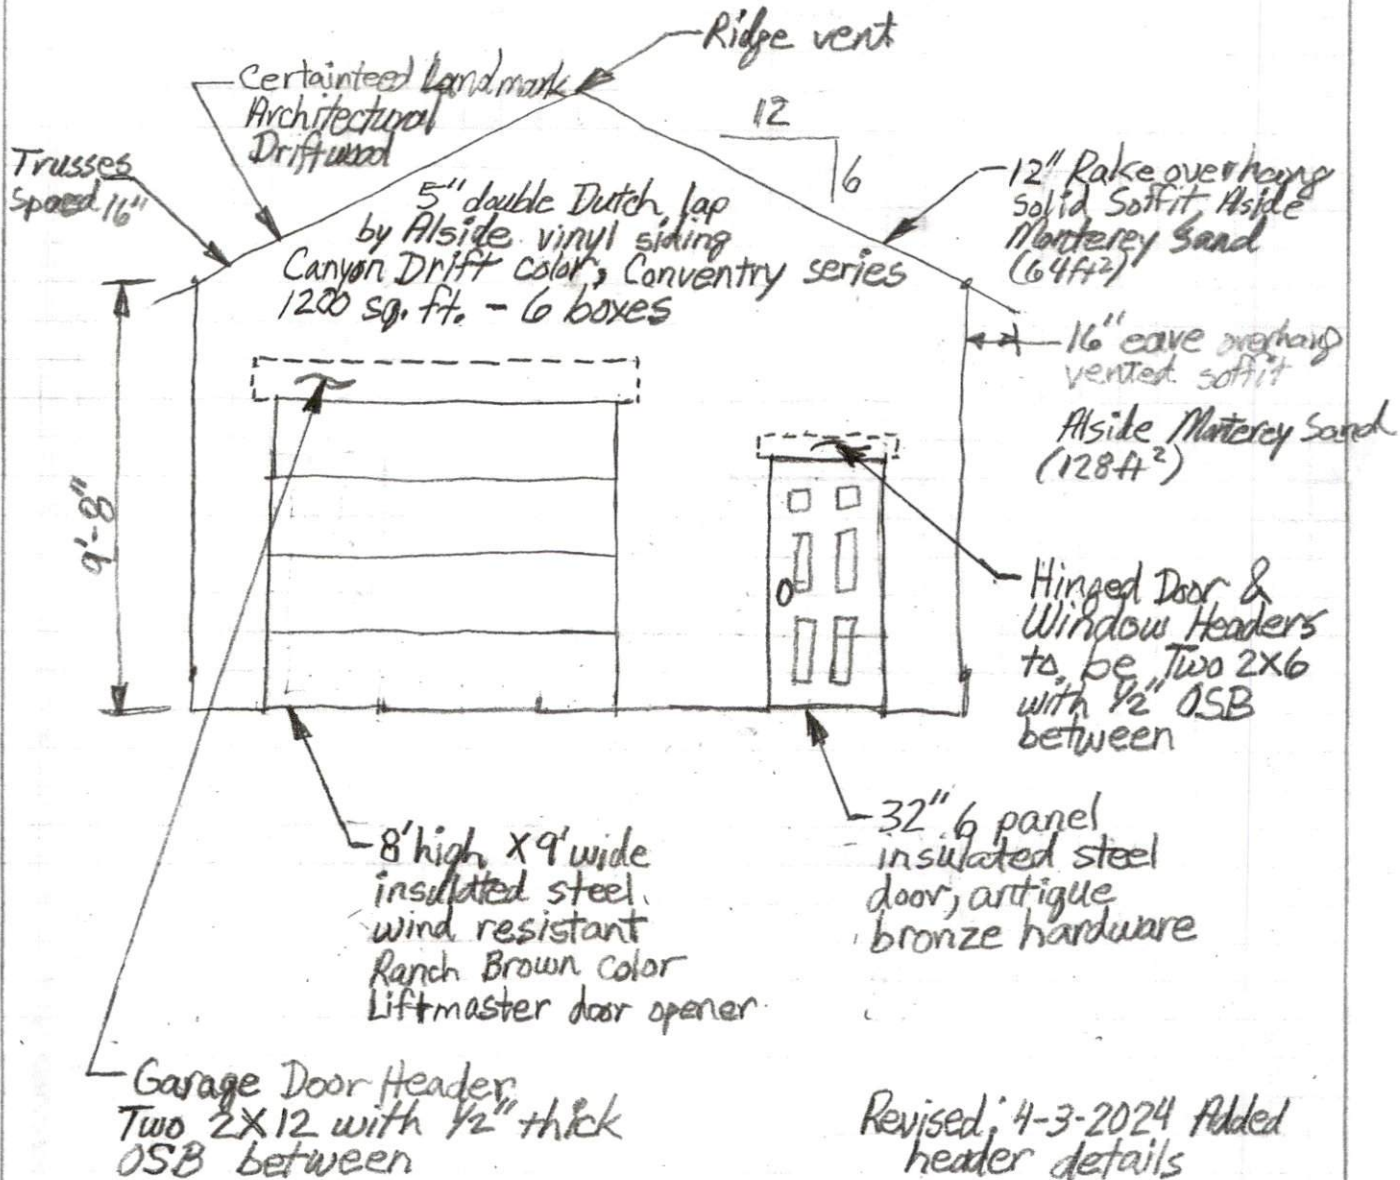 Ridge vent
Certainteed Landmark
Architectural
Driftwood
12
6
Trusses
spaced 16"
12" Rake overhang
solid Soffit Alside
Monterey Sand
(64ft²)
5" double Dutch lap
by Alside vinyl siding
Canyon Drift color, Conventry series
1200 sq. ft. - 6 boxes
16" eave overhang
vented soffit
Alside Monterey Sand
(128ft²)
9'-8"
Hinged Door &
Window Headers
to be Two 2X6
with 1/2" OSB
between
8' high X 9' wide
insulated steel
wind resistant
Ranch Brown color
Liftmaster door opener
32" 6 panel
insulated steel
door, antique
bronze hardware
Garage Door Header
Two 2X12 with 1/2" thick
OSB between
Revised: 4-3-2024 Added
header details